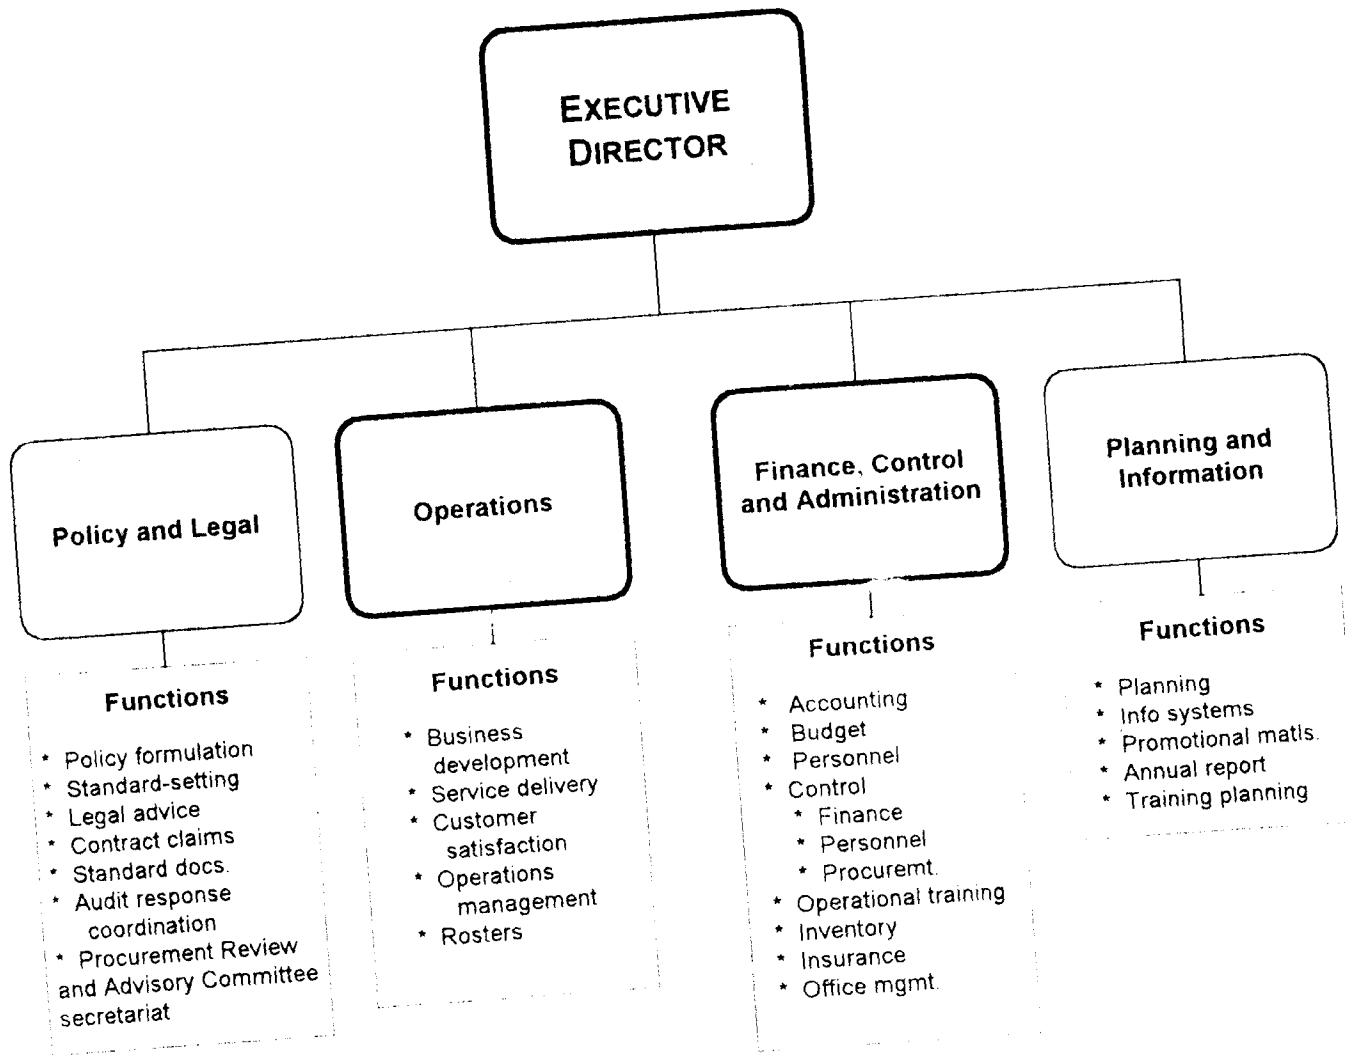 EXECUTIVE
DIRECTOR
Policy and Legal
Operations
Finance, Control
and Administration
Planning and
Information
Functions
* Policy formulation
* Standard-setting
* Legal advice
* Contract claims
* Standard docs.
* Audit response
coordination
* Procurement Review
and Advisory Committee
secretariat
Functions
* Business
development
* Service delivery
* Customer
satisfaction
* Operations
management
* Rosters
Functions
* Accounting
* Budget
* Personnel
* Control
* Finance
* Personnel
* Procuremt.
* Operational training
* Inventory
* Insurance
* Office mgmt.
Functions
* Planning
* Info systems
* Promotional matls.
* Annual report
* Training planning